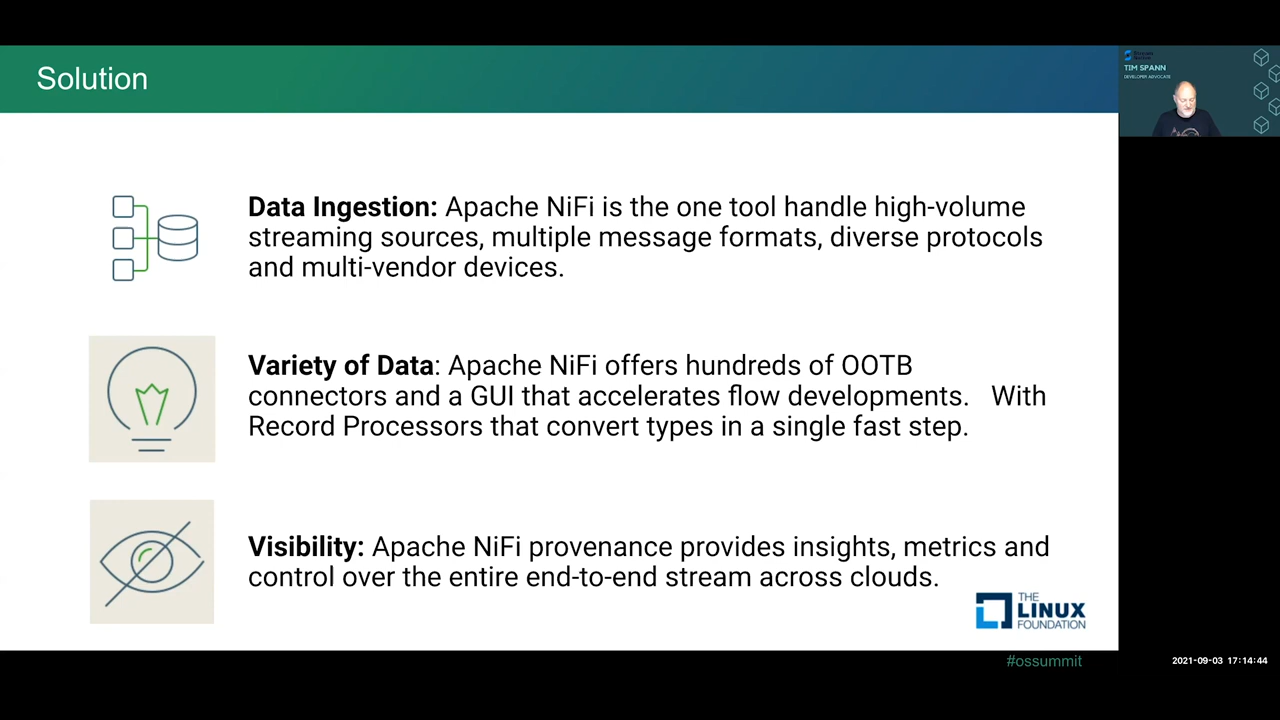 Solution
TIM SPANN
DEVELOPER ADVOCATE
Data Ingestion: Apache NiFi is the one tool handle high-volume
streaming sources, multiple message formats, diverse protocols
and multi-vendor devices.
Variety of Data: Apache NiFi offers hundreds of OOTB
connectors and a GUI that accelerates flow developments.   With
Record Processors that convert types in a single fast step.
Visibility: Apache NiFi provenance provides insights, metrics and
control over the entire end-to-end stream across clouds.
THE
LINUX
FOUNDATION
#ossummit
2021-09-03 17:14:44